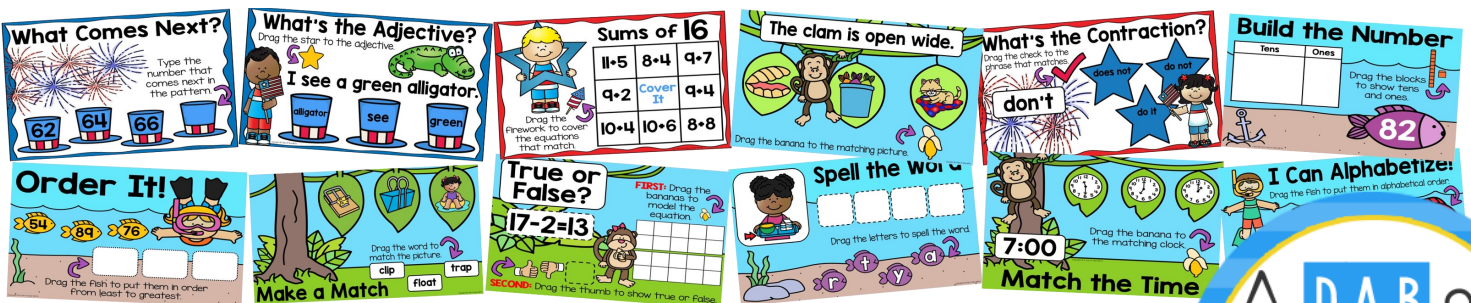 What Comes Next?
Type the
number that
comes next in
the pattern.
62
64
66
What's the Adjective?
Drag the star to the adjective.
I see a green alligator.
alligator
see
green
Sums of 16
11+5 8+4 9+7
9+2 Cover It 9+4
10+4 10+6 8+8
Drag the
firework to cover
the equations
that match.
The clam is open wide.
Drag the banana to the matching picture.
What's the Contraction?
Drag the check to the
phrase that matches.
don't
does not
do not
do it
Build the Number
Tens Ones
Drag the blocks
to show tens
and ones.
82
Order It!
54
89
76
Drag the fish to put them in order
from least to greatest.
Drag the word to
match the picture.
clip
float
trap
Make a Match
True or
False?
17-2=13
FIRST: Drag the
bananas to
model the
equation.
SECOND: Drag the thumb to show true or false.
Spell the Word
Drag the letters to spell the word.
r
t
y
a
7:00
Drag the banana to
the matching clock.
Match the Time
I Can Alphabetize!
Drag the fish to put them in alphabetical order.
A DAB